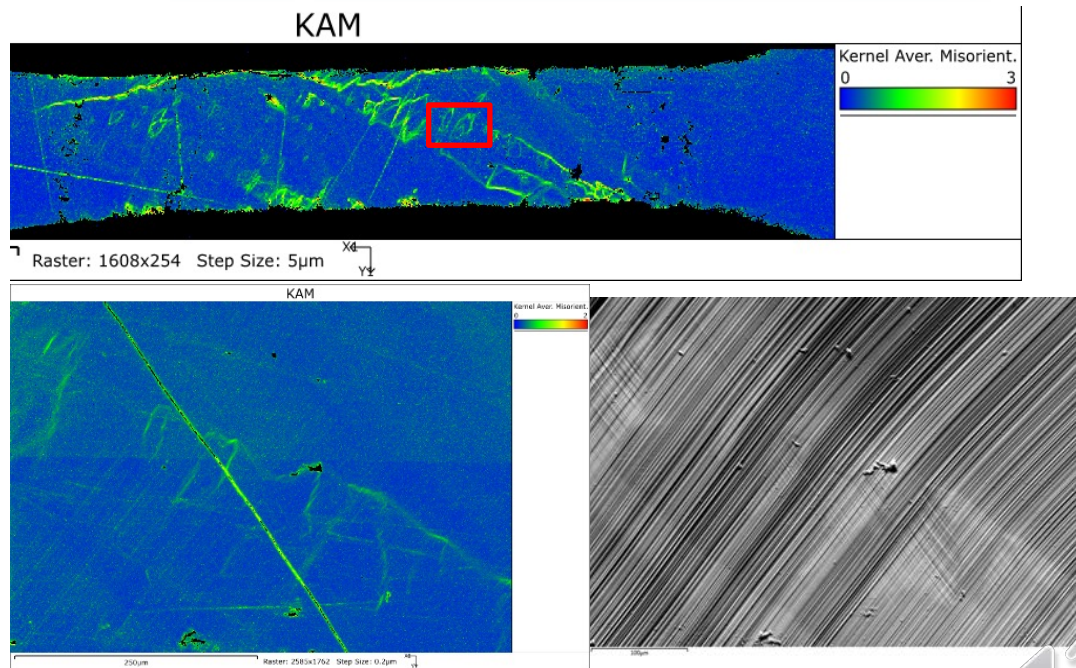 KAM
Kernel Aver. Misorient.
0 3
Raster: 1608x254 Step Size: 5µm
Y1
KAM
Kernel Aver. Misorient.
0 2
250µm Raster: 2585x1762 Step Size: 0.2µm
100µm